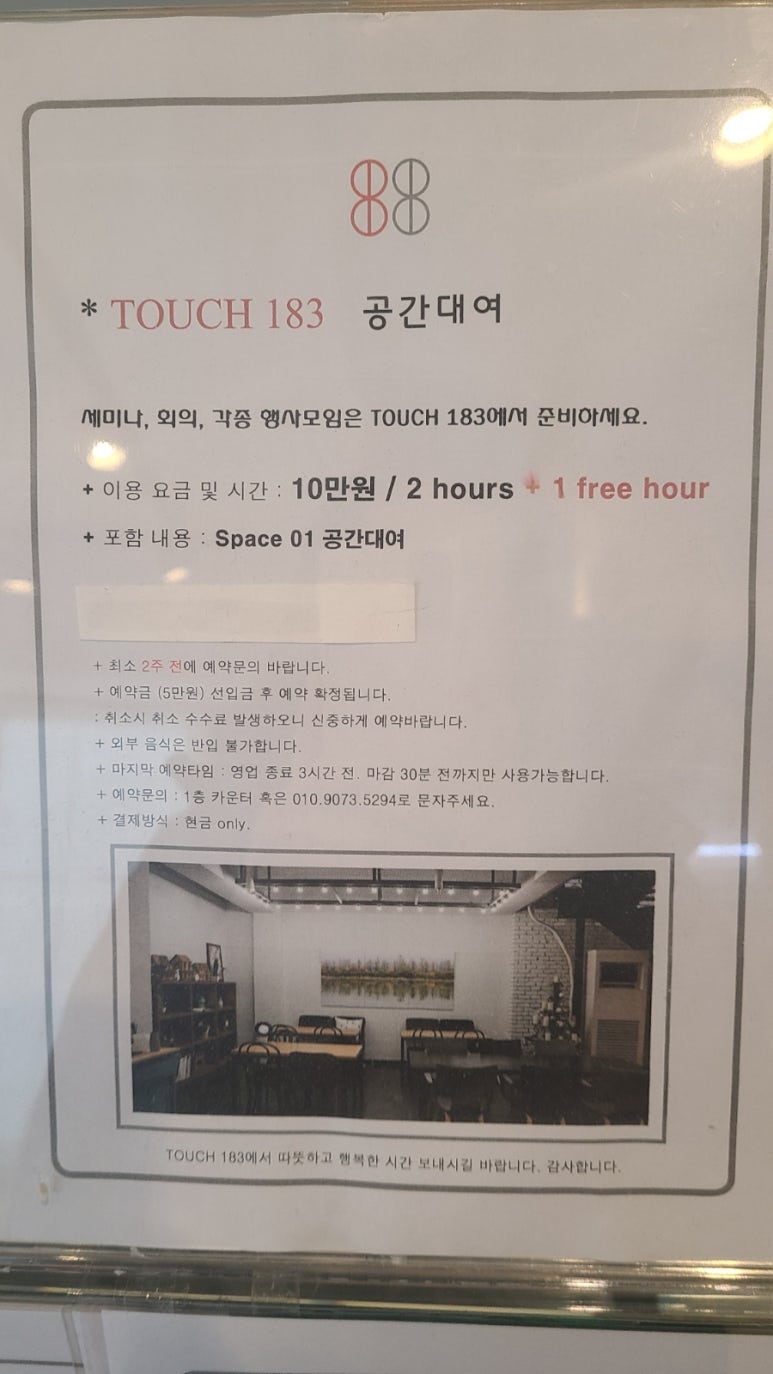 * TOUCH 183 공간대여
세미나, 회의, 각종 행사모임은 TOUCH 183에서 준비하세요.
+ 이용 요금 및 시간 : 10만원 / 2 hours + 1 free hour
+ 포함 내용 : Space 01 공간대여
+ 최소 2주 전에 예약문의 바랍니다.
+ 예약금 (5만원) 선입금 후 예약 확정됩니다.
: 취소시 취소 수수료 발생하오니 신중하게 예약바랍니다.
+ 외부 음식은 반입 불가합니다.
+ 마지막 예약타임 : 영업 종료 3시간 전. 마감 30분 전까지만 사용가능합니다.
+ 예약문의 : 1층 카운터 혹은 010.9073.5294로 문자주세요.
+ 결제방식 : 현금 only.
TOUCH 183에서 따뜻하고 행복한 시간 보내시길 바랍니다. 감사합니다.